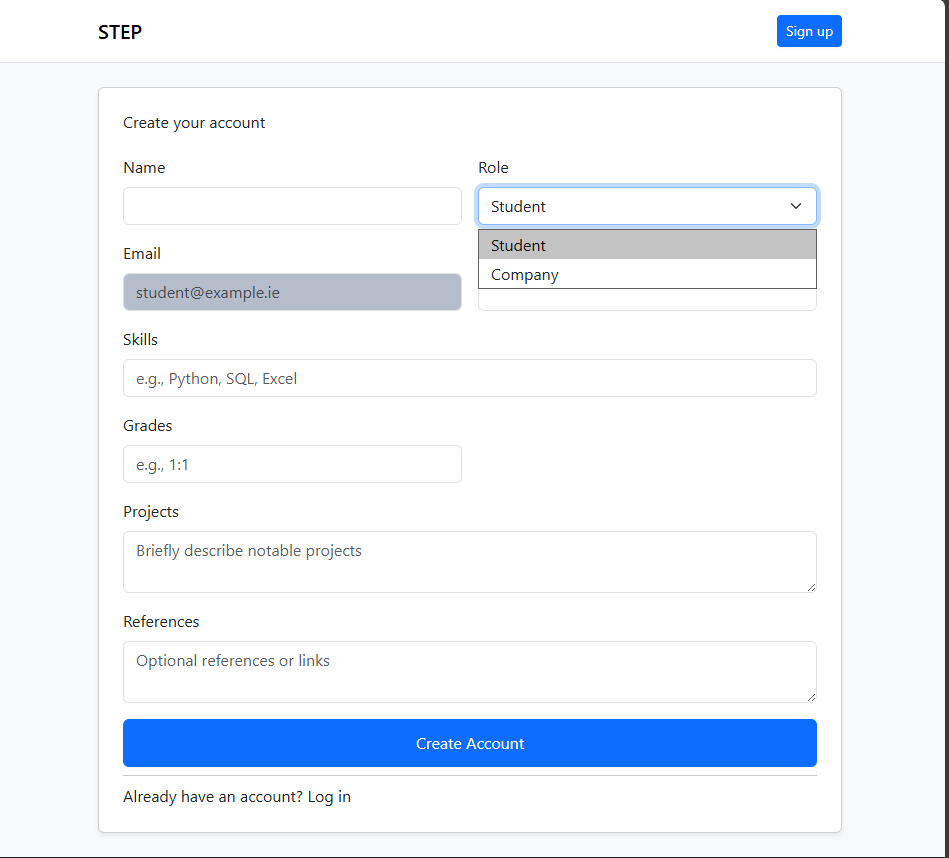 STEP
Sign up
Create your account
Name
Role
Student
Student
Company
Email
student@example.ie
Skills
e.g., Python, SQL, Excel
Grades
e.g., 1:1
Projects
Briefly describe notable projects
References
Optional references or links
Create Account
Already have an account? Log in